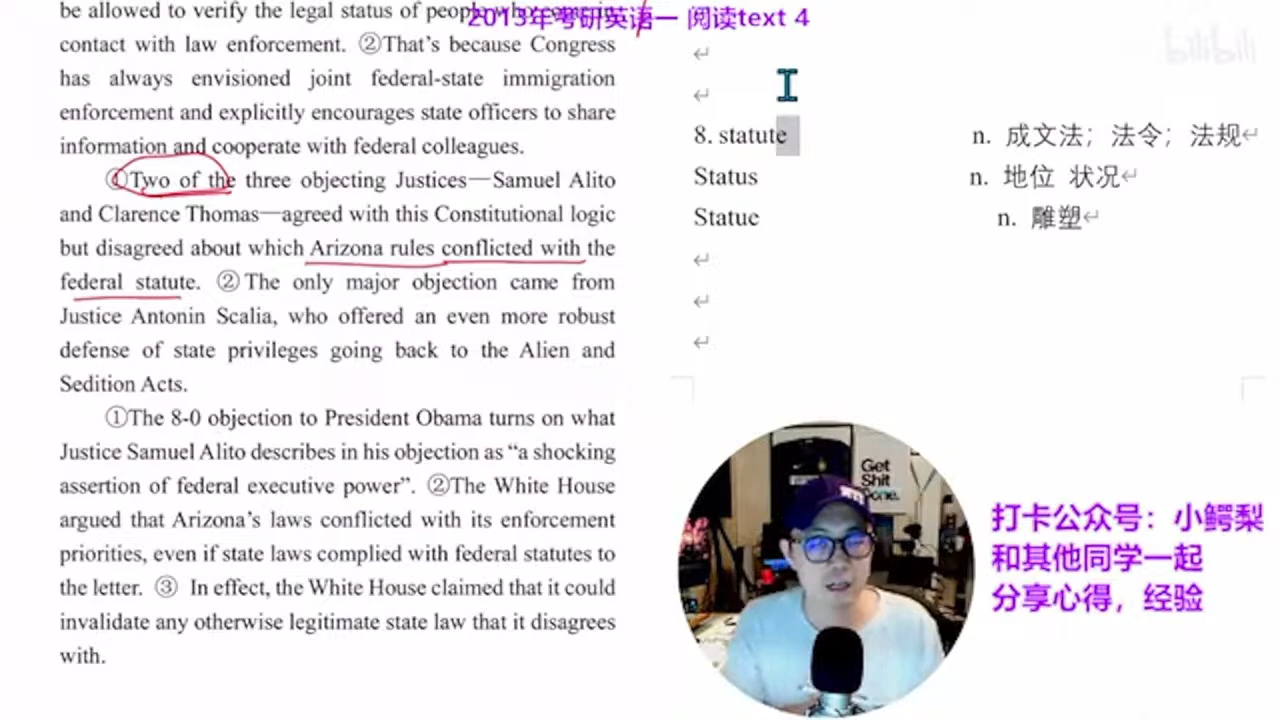 2013年考研英语一 阅读text 4
bilibili
be allowed to verify the legal status of people who come in
contact with law enforcement. ②That's because Congress
has always envisioned joint federal-state immigration
enforcement and explicitly encourages state officers to share
information and cooperate with federal colleagues.
①Two of the three objecting Justices—Samuel Alito
and Clarence Thomas—agreed with this Constitutional logic
but disagreed about which Arizona rules conflicted with the
federal statute. ②The only major objection came from
Justice Antonin Scalia, who offered an even more robust
defense of state privileges going back to the Alien and
Sedition Acts.
①The 8-0 objection to President Obama turns on what
Justice Samuel Alito describes in his objection as “a shocking
assertion of federal executive power”. ②The White House
argued that Arizona's laws conflicted with its enforcement
priorities, even if state laws complied with federal statutes to
the letter. ③ In effect, the White House claimed that it could
invalidate any otherwise legitimate state law that it disagrees
with.
8. statute n. 成文法；法令；法规
Status n. 地位 状况
Statue n. 雕塑
Get
Shit
Done.
打卡公众号：小鳄梨
和其他同学一起
分享心得，经验